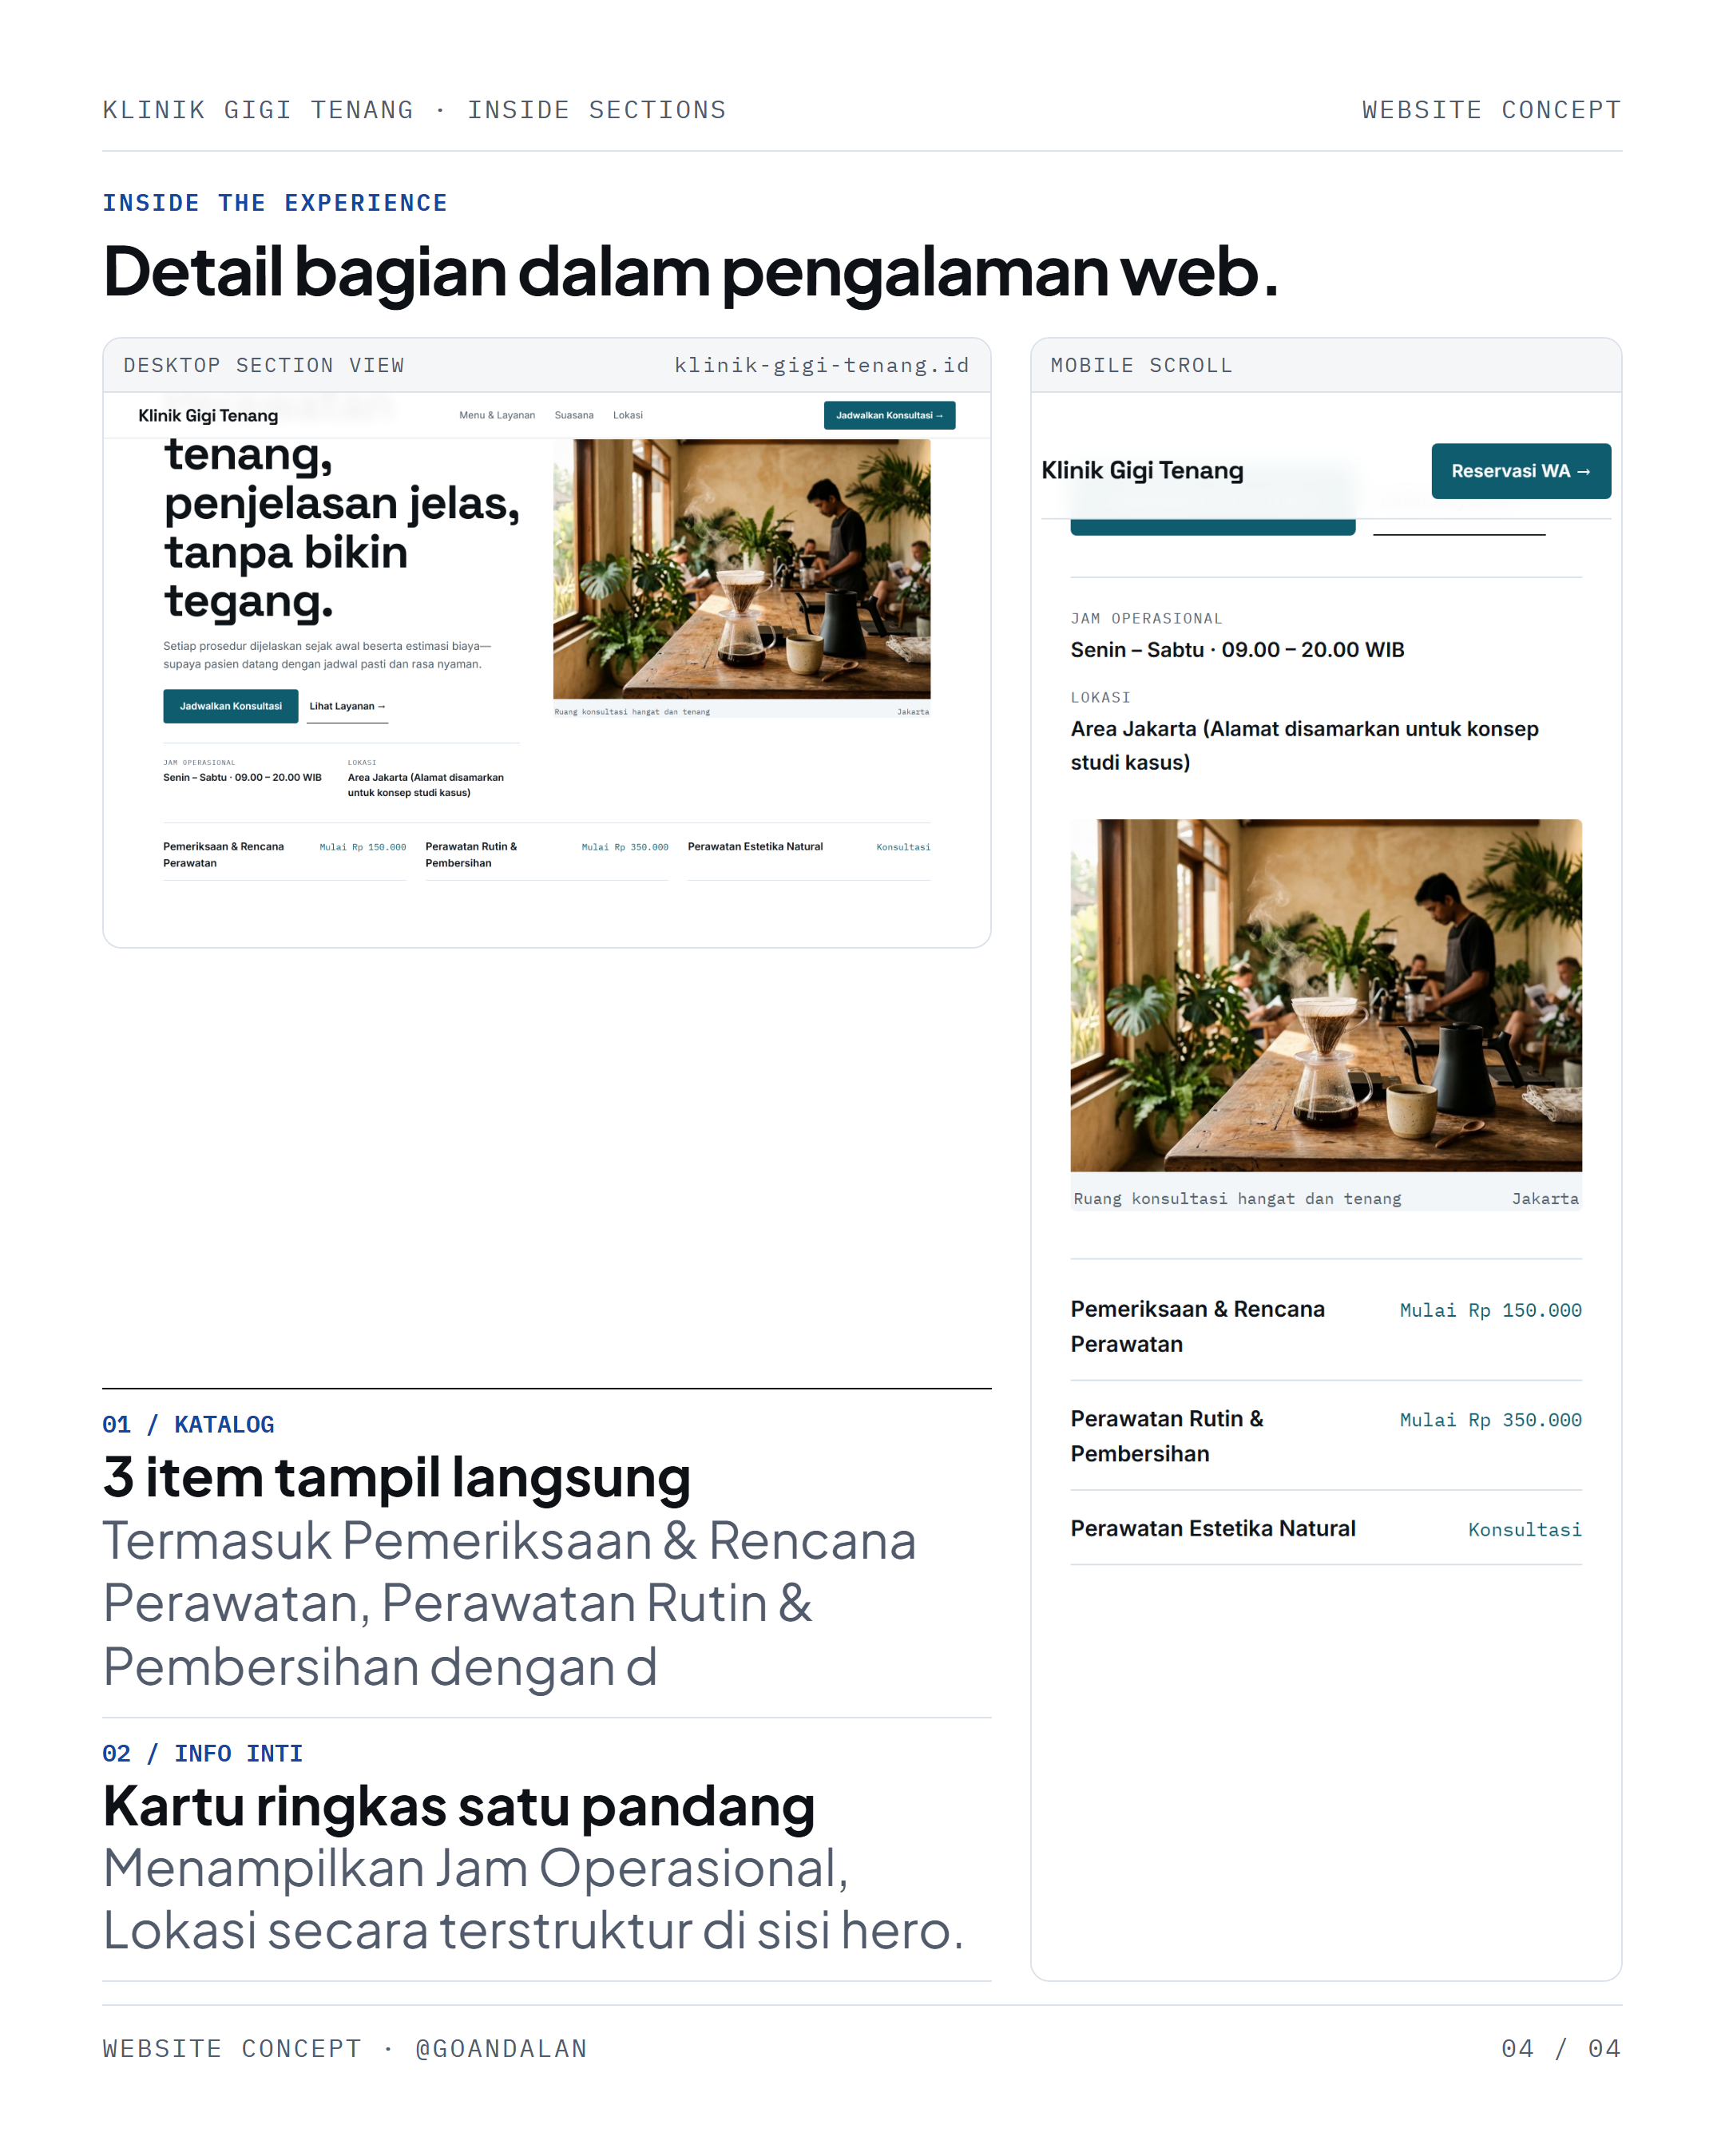 KLINIK GIGI TENANG · INSIDE SECTIONS
WEBSITE CONCEPT
INSIDE THE EXPERIENCE
Detail bagian dalam pengalaman web.
DESKTOP SECTION VIEW
klinik-gigi-tenang.id
Klinik Gigi Tenang
Menu & Layanan
Suasana
Lokasi
Jadwalkan Konsultasi →
tenang,
penjelasan jelas,
tanpa bikin
tegang.
Setiap prosedur dijelaskan sejak awal beserta estimasi biaya—
supaya pasien datang dengan jadwal pasti dan rasa nyaman.
Jadwalkan Konsultasi
Lihat Layanan →
Ruang konsultasi hangat dan tenang
Jakarta
JAM OPERASIONAL
Senin – Sabtu · 09.00 – 20.00 WIB
LOKASI
Area Jakarta (Alamat disamarkan
untuk konsep studi kasus)
Pemeriksaan & Rencana
Perawatan
Mulai Rp 150.000
Perawatan Rutin &
Pembersihan
Mulai Rp 350.000
Perawatan Estetika Natural
Konsultasi
01 / KATALOG
3 item tampil langsung
Termasuk Pemeriksaan & Rencana
Perawatan, Perawatan Rutin &
Pembersihan dengan d
02 / INFO INTI
Kartu ringkas satu pandang
Menampilkan Jam Operasional,
Lokasi secara terstruktur di sisi hero.
MOBILE SCROLL
Klinik Gigi Tenang
Reservasi WA →
JAM OPERASIONAL
Senin – Sabtu · 09.00 – 20.00 WIB
LOKASI
Area Jakarta (Alamat disamarkan untuk konsep
studi kasus)
Ruang konsultasi hangat dan tenang
Jakarta
Pemeriksaan & Rencana
Perawatan
Mulai Rp 150.000
Perawatan Rutin &
Pembersihan
Mulai Rp 350.000
Perawatan Estetika Natural
Konsultasi
WEBSITE CONCEPT · @GOANDALAN
04 / 04